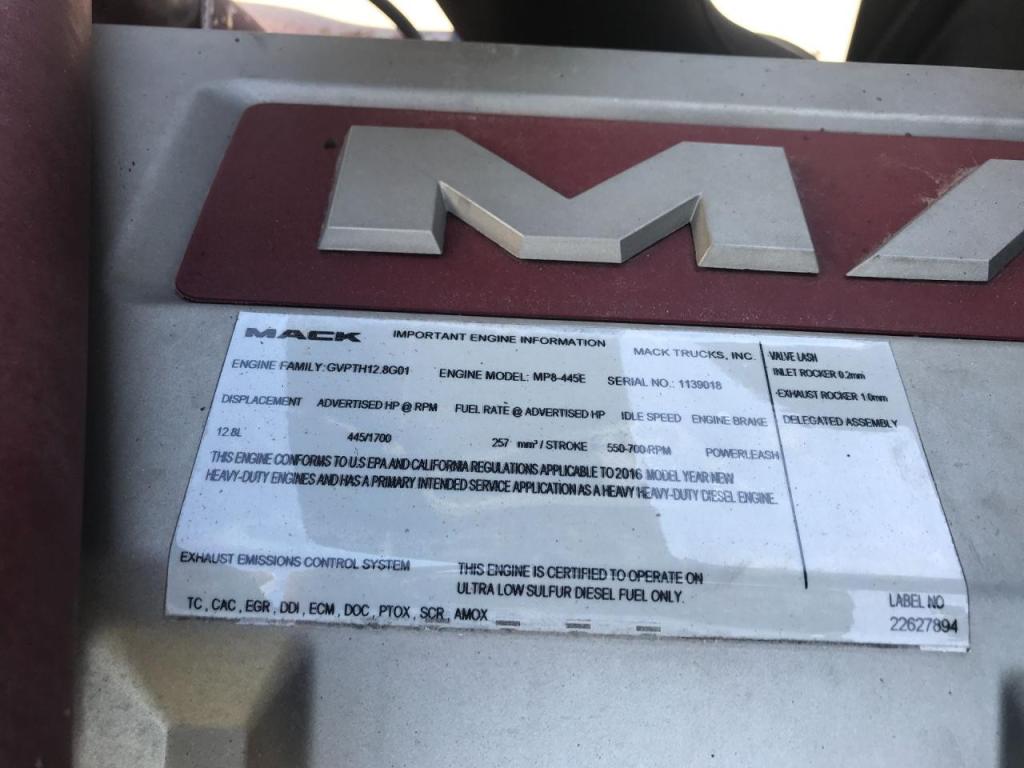 MA
MACK IMPORTANT ENGINE INFORMATION MACK TRUCKS, INC.
ENGINE FAMILY: GVPTH12.8G01 ENGINE MODEL: MP8-445E SERIAL NO.: 1139018
DISPLACEMENT ADVERTISED HP @ RPM FUEL RATE @ ADVERTISED HP IDLE SPEED ENGINE BRAKE
12.8L 445/1700 257 mm³ / STROKE 550-700 RPM POWERLEASH
THIS ENGINE CONFORMS TO U.S EPA AND CALIFORNIA REGULATIONS APPLICABLE TO 2016 MODEL YEAR NEW
HEAVY-DUTY ENGINES AND HAS A PRIMARY INTENDED SERVICE APPLICATION AS A HEAVY HEAVY-DUTY DIESEL ENGINE.
EXHAUST EMISSIONS CONTROL SYSTEM
TC , CAC , EGR , DDI , ECM , DOC , PTOX , SCR , AMOX
THIS ENGINE IS CERTIFIED TO OPERATE ON
ULTRA LOW SULFUR DIESEL FUEL ONLY.
VALVE LASH
INLET ROCKER 0.2mm
EXHAUST ROCKER 1.0mm
DELEGATED ASSEMBLY
LABEL NO
22627894